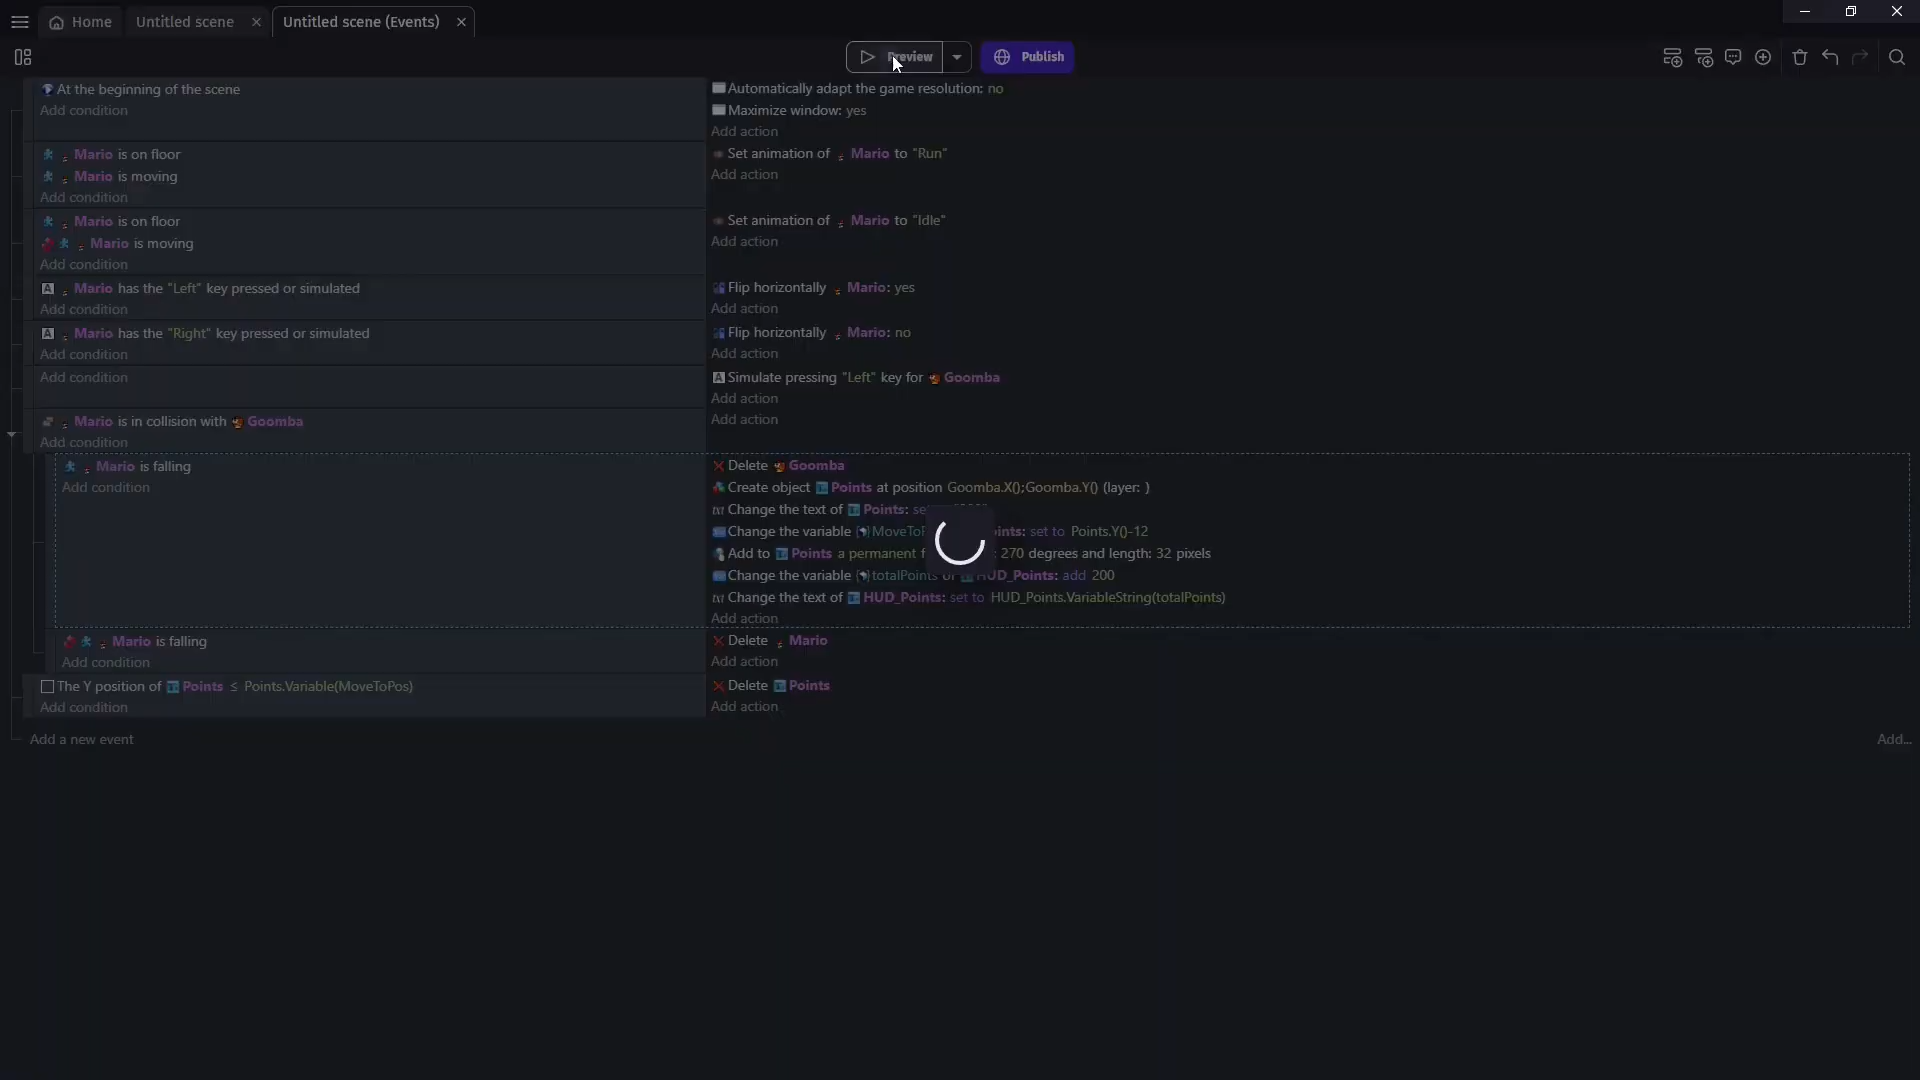 Home
Untitled scene
Untitled scene (Events)
Preview
Publish
At the beginning of the scene
Add condition
Automatically adapt the game resolution: no
Maximize window: yes
Add action
Mario is on floor
Mario is moving
Add condition
Set animation of Mario to "Run"
Add action
Mario is on floor
Mario is moving
Add condition
Set animation of Mario to "Idle"
Add action
Mario has the "Left" key pressed or simulated
Add condition
Flip horizontally Mario: yes
Add action
Mario has the "Right" key pressed or simulated
Add condition
Flip horizontally Mario: no
Add action
Add condition
Simulate pressing "Left" key for Goomba
Add action
Mario is in collision with Goomba
Add condition
Add action
Mario is falling
Add condition
Delete Goomba
Create object Points at position Goomba.X();Goomba.Y() (layer: )
Change the text of Points:
Change the variable set to Points.Y()-12
Add to Points a permanent 270 degrees and length: 32 pixels
Change the variable totalPoints of HUD_Points: add 200
Change the text of HUD_Points: set to HUD_Points.VariableString(totalPoints)
Add action
Mario is falling
Add condition
Delete Mario
Add action
The Y position of Points ≤ Points.Variable(MoveToPos)
Add condition
Delete Points
Add action
Add a new event
Add...